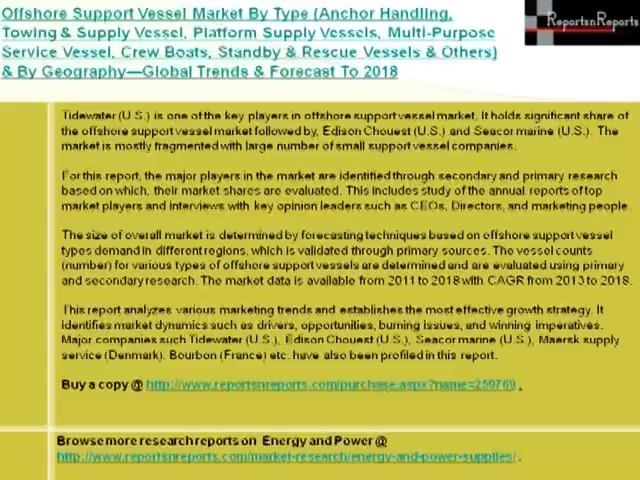 Offshore Support Vessel Market By Type (Anchor Handling,
Towing & Supply Vessel, Platform Supply Vessels, Multi-Purpose
Service Vessel, Crew Boats, Standby & Rescue Vessels & Others)
& By Geography—Global Trends & Forecast To 2018
ReportsnReports
Tidewater (U.S.) is one of the key players in offshore support vessel market. It holds significant share of
the offshore support vessel market followed by, Edison Chouest (U.S.) and Seacor marine (U.S.). The
market is mostly fragmented with large number of small support vessel companies.
For this report, the major players in the market are identified through secondary and primary research
based on which, their market shares are evaluated. This includes study of the annual reports of top
market players and interviews with key opinion leaders such as CEOs, Directors, and marketing people.
The size of overall market is determined by forecasting techniques based on offshore support vessel
types demand in different regions, which is validated through primary sources. The vessel counts
(number) for various types of offshore support vessels are determined and are evaluated using primary
and secondary research. The market data is available from 2011 to 2018 with CAGR from 2013 to 2018.
This report analyzes various marketing trends and establishes the most effective growth strategy. It
identifies market dynamics such as drivers, opportunities, burning issues, and winning imperatives.
Major companies such Tidewater (U.S.), Edison Chouest (U.S.), Seacor marine (U.S.), Maersk supply
service (Denmark), Bourbon (France) etc. have also been profiled in this report.
Buy a copy @ http://www.reportsnreports.com/purchase.aspx?name=259769 .
Browse more research reports on Energy and Power @
http://www.reportsnreports.com/market-research/energy-and-power-supplies/ .